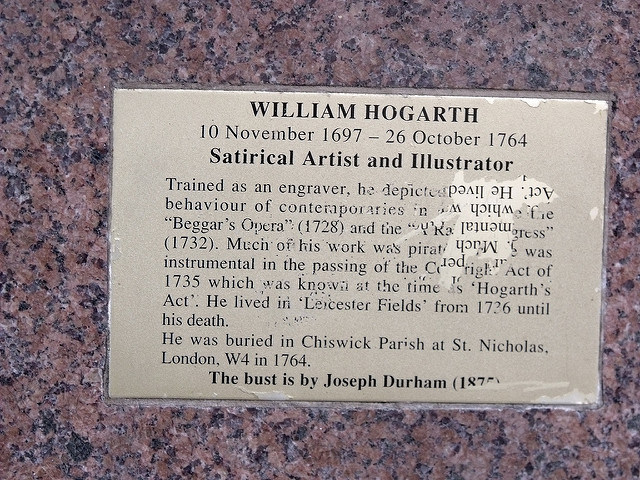 WILLIAM HOGARTH
10 November 1697 – 26 October 1764
Satirical Artist and Illustrator
Trained as an engraver, he depicted
behaviour of contemporaries in
"Beggar's Opera" (1728) and the
(1732). Much of his work was was
instrumental in the passing of the Act of
1735 which was known at the time as 'Hogarth's
Act'. He lived in 'Leicester Fields' from 1736 until
his death.
He was buried in Chiswick Parish at St. Nicholas,
London, W4 in 1764.
The bust is by Joseph Durham (1875)